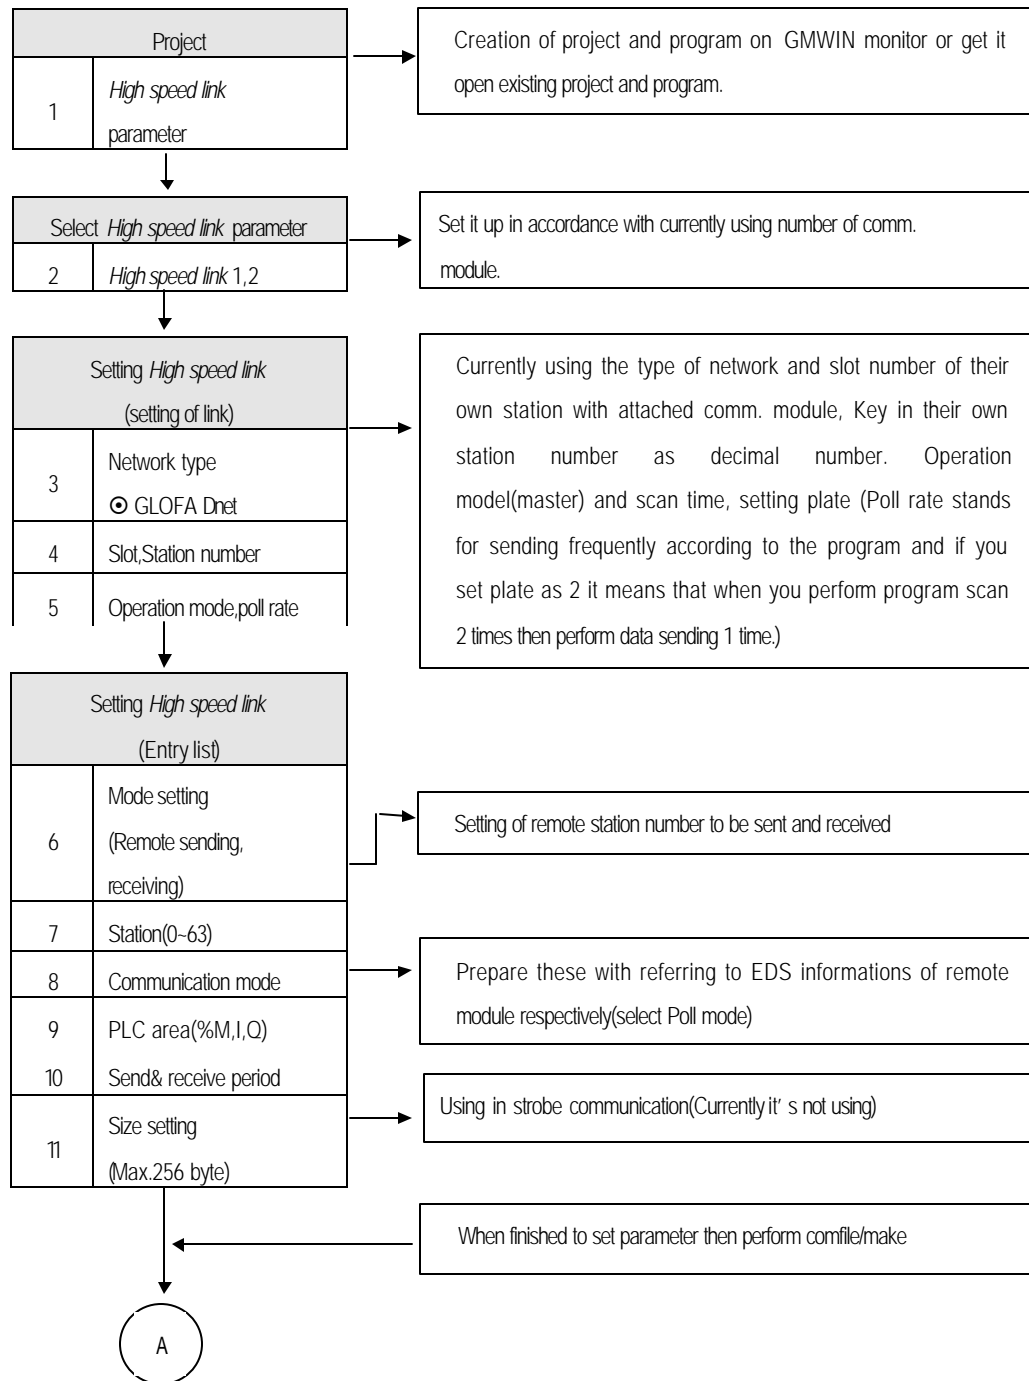 Project
1
High speed link
parameter
Creation of project and program on GMWIN monitor or get it
open existing project and program.
Select High speed link parameter
2
High speed link 1,2
Set it up in accordance with currently using number of comm.
module.
Setting High speed link
(setting of link)
3
Network type
⊙ GLOFA Dnet
4
Slot,Station number
5
Operation mode,poll rate
Currently using the type of network and slot number of their
own station with attached comm. module, Key in their own
station number as decimal number. Operation
model(master) and scan time, setting plate (Poll rate stands
for sending frequently according to the program and if you
set plate as 2 it means that when you perform program scan
2 times then perform data sending 1 time.)
Setting High speed link
(Entry list)
6
Mode setting
(Remote sending,
receiving)
Setting of remote station number to be sent and received
7
Station(0~63)
8
Communication mode
Prepare these with referring to EDS informations of remote
module respectively(select Poll mode)
9
PLC area(%M,I,Q)
10
Send& receive period
11
Size setting
(Max.256 byte)
Using in strobe communication(Currently it' s not using)
When finished to set parameter then perform comfile/make
A